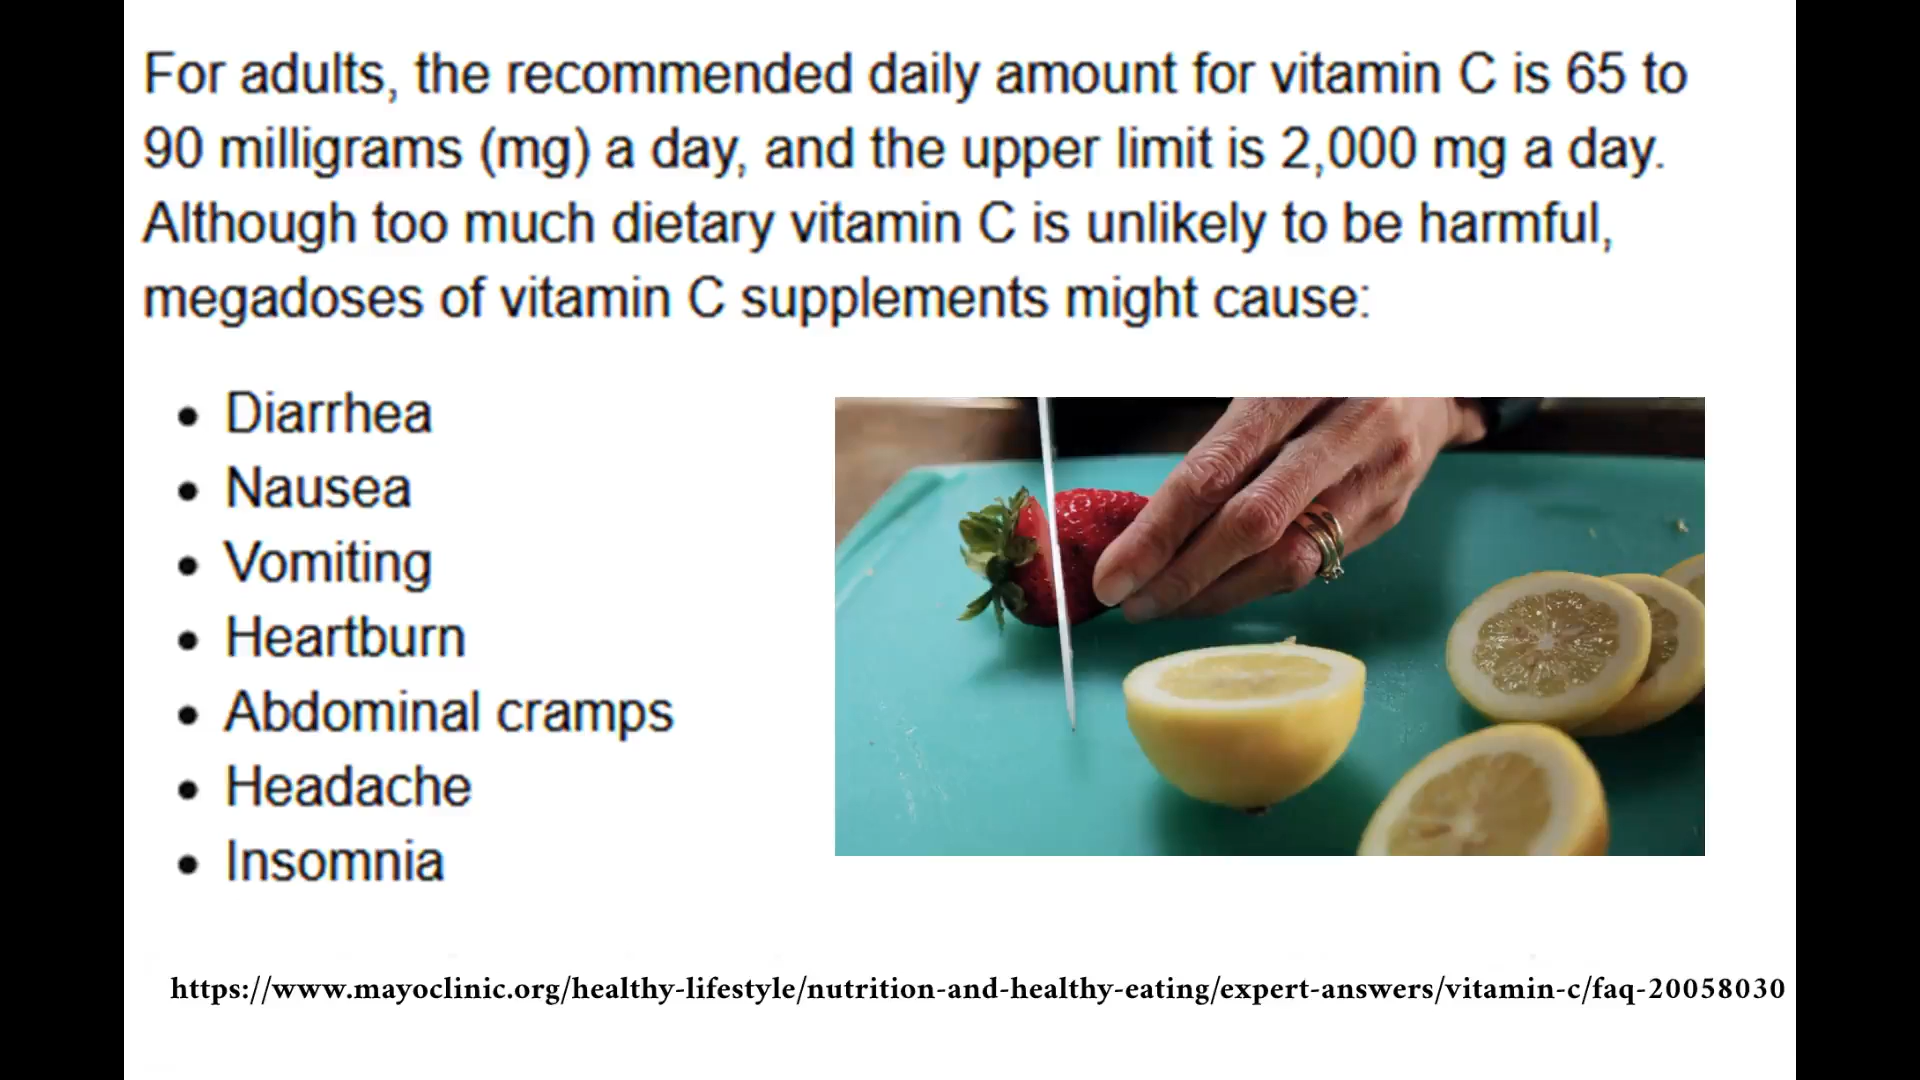 For adults, the recommended daily amount for vitamin C is 65 to
90 milligrams (mg) a day, and the upper limit is 2,000 mg a day.
Although too much dietary vitamin C is unlikely to be harmful,
megadoses of vitamin C supplements might cause:
• Diarrhea
• Nausea
• Vomiting
• Heartburn
• Abdominal cramps
• Headache
• Insomnia
https://www.mayoclinic.org/healthy-lifestyle/nutrition-and-healthy-eating/expert-answers/vitamin-c/faq-20058030